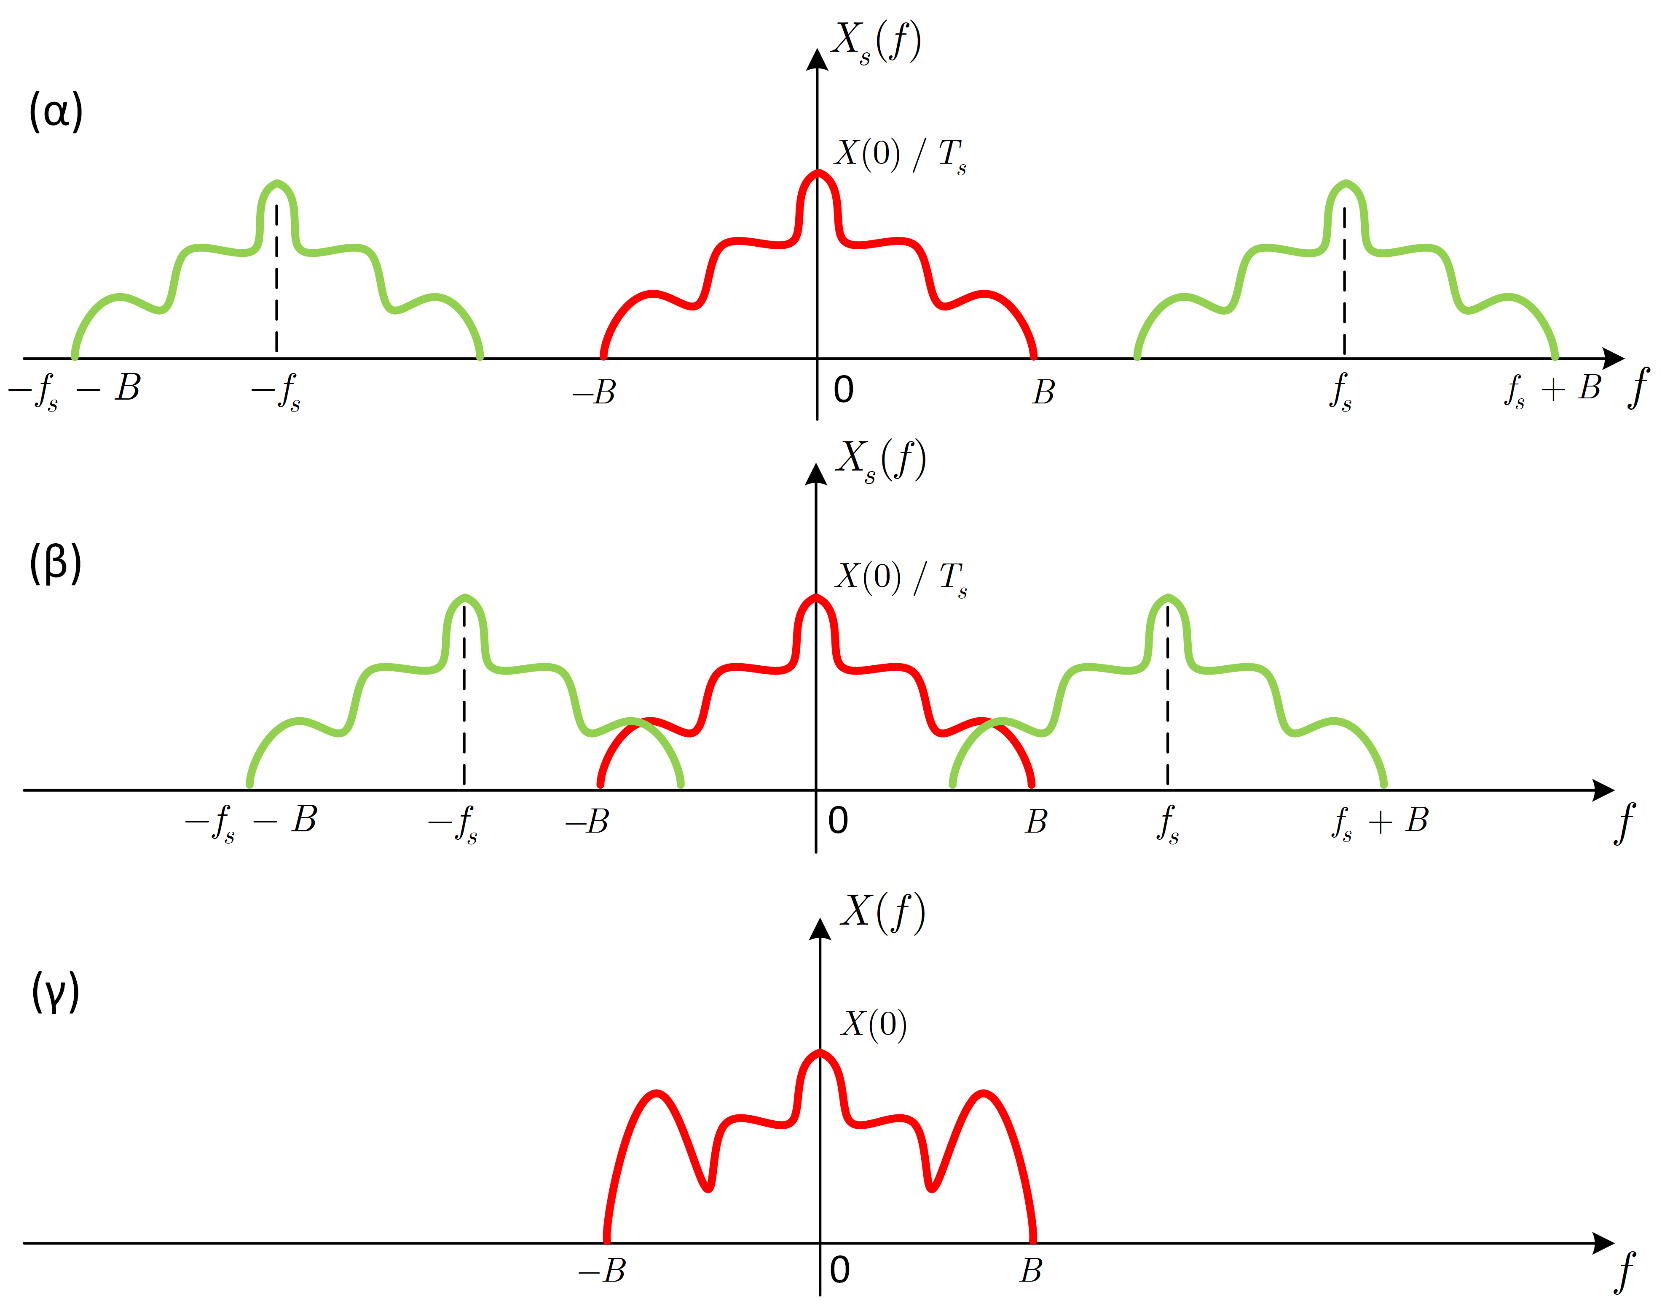 X_s(f)
(α)
X(0) / T_s
−f_s − B −f_s −B 0 B f_s f_s + B f
X_s(f)
(β)
X(0) / T_s
−f_s − B −f_s −B 0 B f_s f_s + B f
X(f)
(γ)
X(0)
−B 0 B f